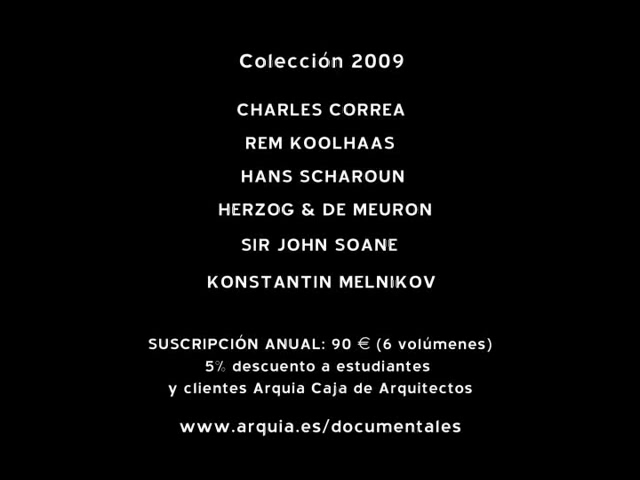 Colección 2009
CHARLES CORREA
REM KOOLHAAS
HANS SCHAROUN
HERZOG & DE MEURON
SIR JOHN SOANE
KONSTANTIN MELNIKOV
SUSCRIPCIÓN ANUAL: 90 € (6 volúmenes)
5% descuento a estudiantes
y clientes Arquia Caja de Arquitectos
www.arquia.es/documentales